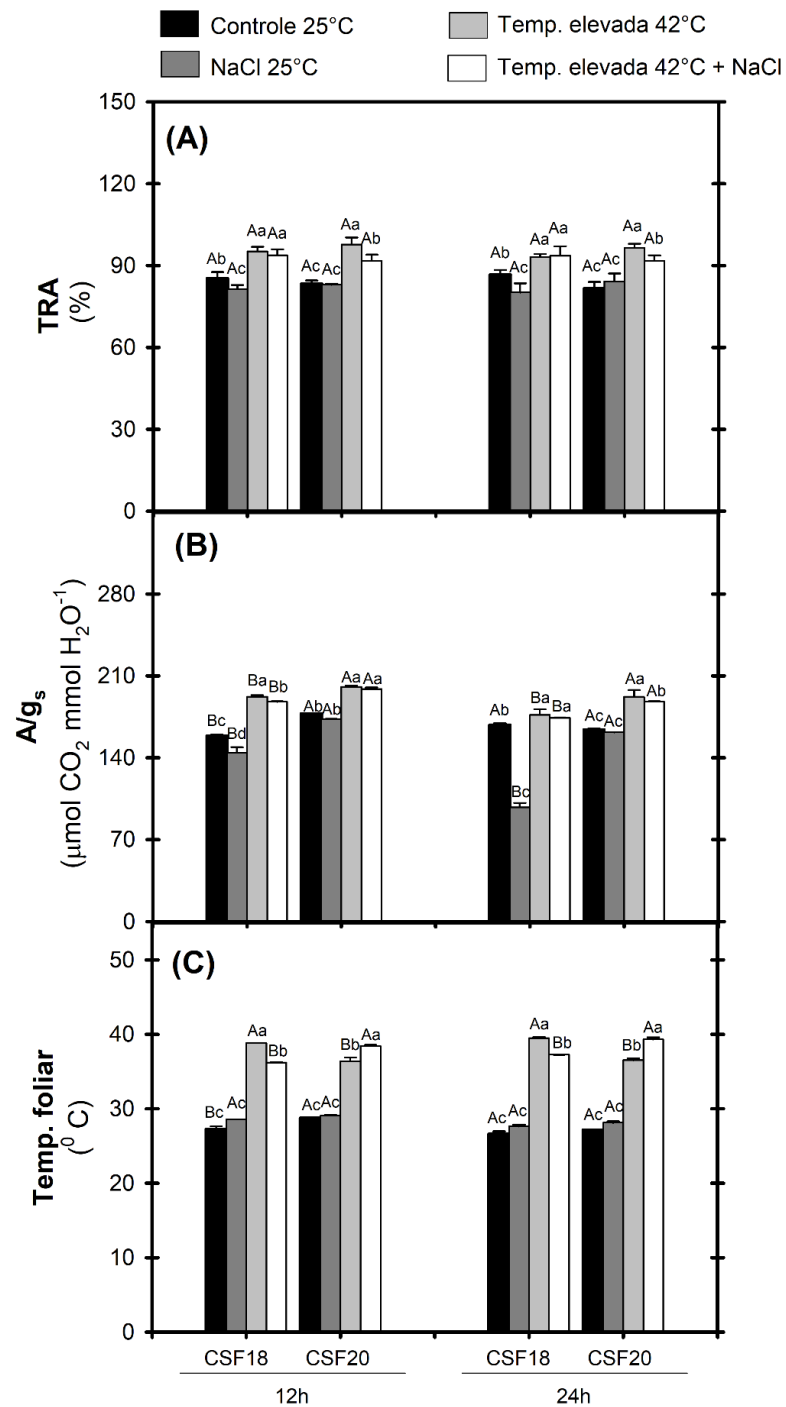 Controle 25°C
Temp. elevada 42°C
NaCl 25°C
Temp. elevada 42°C + NaCl
(A)
TRA
(%)
150
120
90
60
30
0
Ab Ac Aa Aa Ac Ac Aa Ab
Ab Ac Aa Aa Ac Ac Aa Ab
(B)
A/gs
(μmol CO2 mmol H2O-1)
280
210
140
70
0
Bc Bd Ba Bb Ab Ab Aa Aa
Ab Bc Ba Ba Ac Ac Aa Ab
(C)
Temp. foliar
(0 C)
50
40
30
20
10
0
Bc Ac Aa Bb Ac Ac Bb Aa
Ac Ac Aa Bb Ac Ac Bb Aa
CSF18 CSF20 CSF18 CSF20
12h 24h